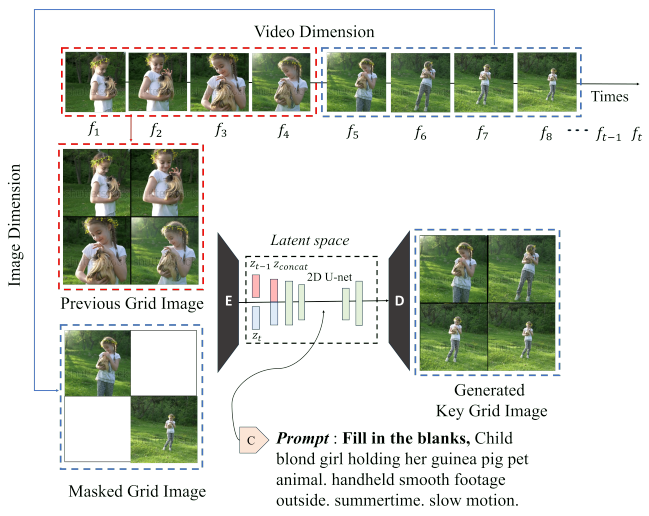 Video Dimension
Times
f1 f2 f3 f4 f5 f6 f7 f8 ... ft−1 ft
Image Dimension
Previous Grid Image
Masked Grid Image
Latent space
zt−1 zconcat
2D U-net
E
D
zt
Generated
Key Grid Image
C
Prompt : Fill in the blanks, Child
blond girl holding her guinea pig pet
animal. handheld smooth footage
outside. summertime. slow motion.